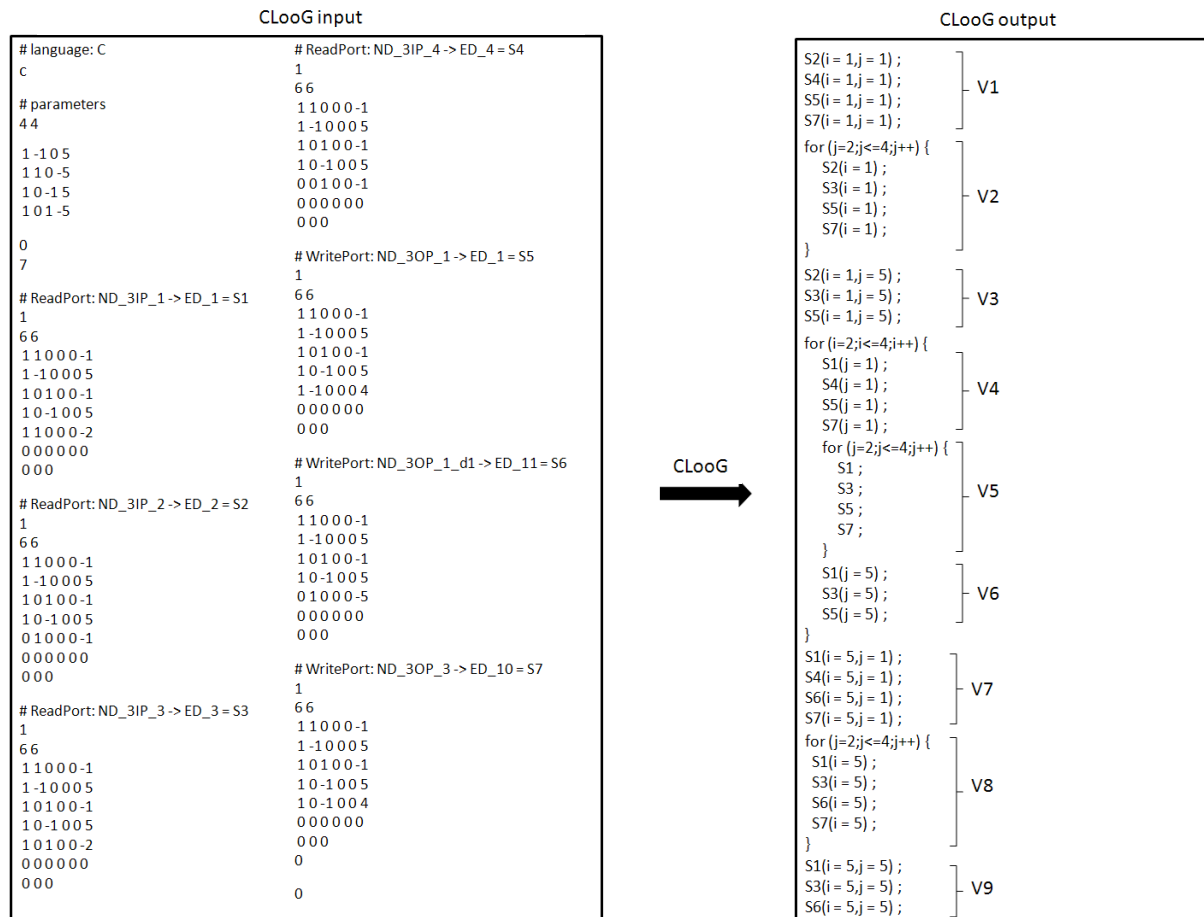 CLooG input
# language: C
c
# parameters
4 4
1 -1 0 5
1 1 0 -5
1 0 -1 5
1 0 1 -5
0
7
# ReadPort: ND_3IP_1 -> ED_1 = S1
1
6 6
1 1 0 0 0 -1
1 -1 0 0 0 5
1 0 1 0 0 -1
1 0 -1 0 0 5
1 1 0 0 0 -2
0 0 0 0 0 0
0 0 0
# ReadPort: ND_3IP_2 -> ED_2 = S2
1
6 6
1 1 0 0 0 -1
1 -1 0 0 0 5
1 0 1 0 0 -1
1 0 -1 0 0 5
0 1 0 0 0 -1
0 0 0 0 0 0
0 0 0
# ReadPort: ND_3IP_3 -> ED_3 = S3
1
6 6
1 1 0 0 0 -1
1 -1 0 0 0 5
1 0 1 0 0 -1
1 0 -1 0 0 5
1 0 1 0 0 -2
0 0 0 0 0 0
0 0 0
# ReadPort: ND_3IP_4 -> ED_4 = S4
1
6 6
1 1 0 0 0 -1
1 -1 0 0 0 5
1 0 1 0 0 -1
1 0 -1 0 0 5
0 0 1 0 0 -1
0 0 0 0 0 0
0 0 0
# WritePort: ND_3OP_1 -> ED_1 = S5
1
6 6
1 1 0 0 0 -1
1 -1 0 0 0 5
1 0 1 0 0 -1
1 0 -1 0 0 5
1 -1 0 0 0 4
0 0 0 0 0 0
0 0 0
# WritePort: ND_3OP_1_d1 -> ED_11 = S6
1
6 6
1 1 0 0 0 -1
1 -1 0 0 0 5
1 0 1 0 0 -1
1 0 -1 0 0 5
0 1 0 0 0 -5
0 0 0 0 0 0
0 0 0
# WritePort: ND_3OP_3 -> ED_10 = S7
1
6 6
1 1 0 0 0 -1
1 -1 0 0 0 5
1 0 1 0 0 -1
1 0 -1 0 0 5
1 0 -1 0 0 4
0 0 0 0 0 0
0 0 0
0
0
CLooG
CLooG output
S2(i = 1,j = 1) ;
S4(i = 1,j = 1) ;
S5(i = 1,j = 1) ;
S7(i = 1,j = 1) ;
V1
for (j=2;j<=4;j++) {
S2(i = 1) ;
S3(i = 1) ;
S5(i = 1) ;
S7(i = 1) ;
}
V2
S2(i = 1,j = 5) ;
S3(i = 1,j = 5) ;
S5(i = 1,j = 5) ;
V3
for (i=2;i<=4;i++) {
S1(j = 1) ;
S4(j = 1) ;
S5(j = 1) ;
S7(j = 1) ;
V4
for (j=2;j<=4;j++) {
S1 ;
S3 ;
S5 ;
S7 ;
}
V5
S1(j = 5) ;
S3(j = 5) ;
S5(j = 5) ;
V6
}
S1(i = 5,j = 1) ;
S4(i = 5,j = 1) ;
S6(i = 5,j = 1) ;
S7(i = 5,j = 1) ;
V7
for (j=2;j<=4;j++) {
S1(i = 5) ;
S3(i = 5) ;
S6(i = 5) ;
S7(i = 5) ;
}
V8
S1(i = 5,j = 5) ;
S3(i = 5,j = 5) ;
S6(i = 5,j = 5) ;
V9